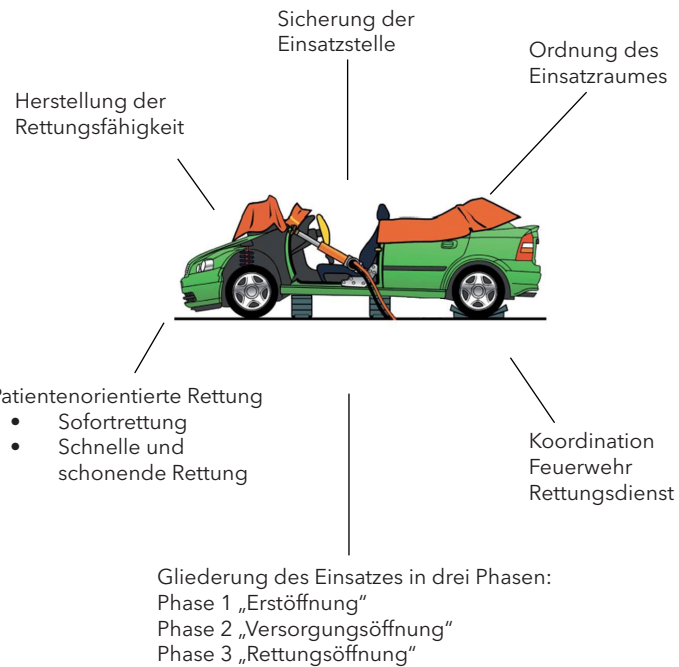 Sicherung der
Einsatzstelle
Ordnung des
Einsatzraumes
Herstellung der
Rettungsfähigkeit
Patientenorientierte Rettung
• Sofortrettung
• Schnelle und
schonende Rettung
Koordination
Feuerwehr
Rettungsdienst
Gliederung des Einsatzes in drei Phasen:
Phase 1 „Erstöffnung“
Phase 2 „Versorgungsöffnung“
Phase 3 „Rettungsöffnung“